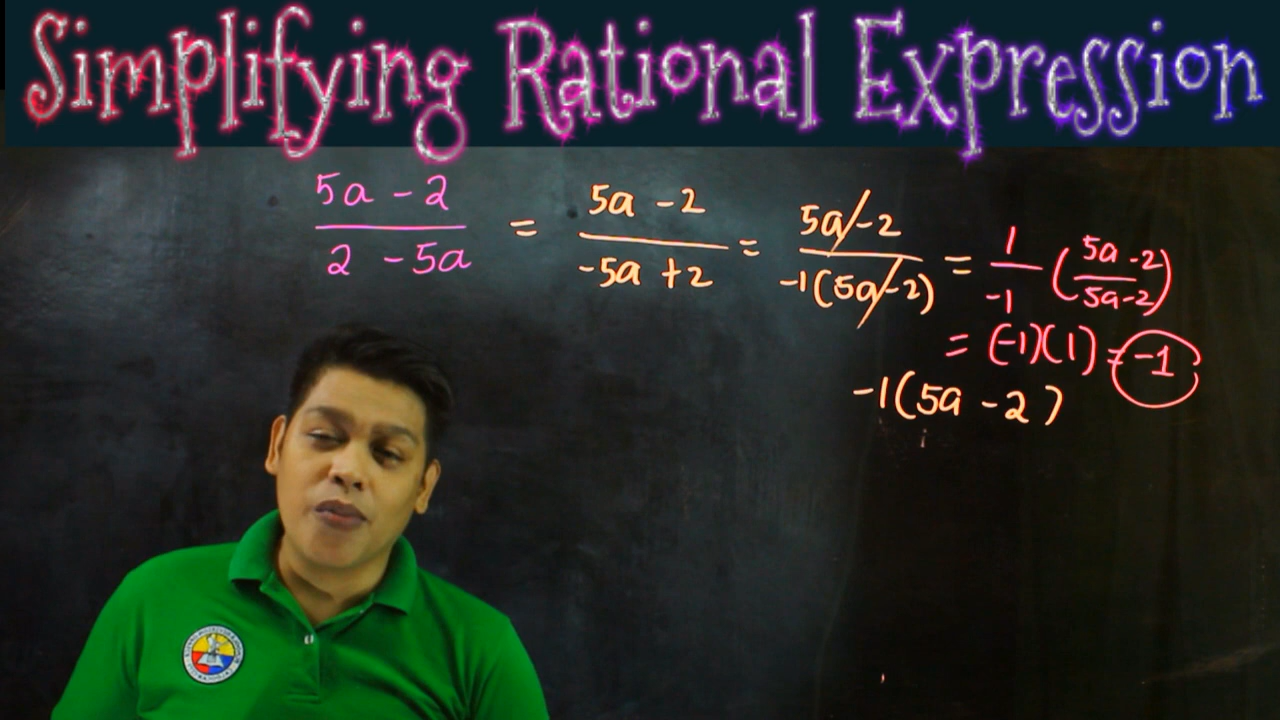 Simplifying Rational Expression
5a - 2 / 2 - 5a = 5a - 2 / -5a + 2 = 5a - 2 / -1(5a - 2) = 1 / -1 (5a - 2 / 5a - 2)
= (-1)(1) = -1
-1(5a - 2)